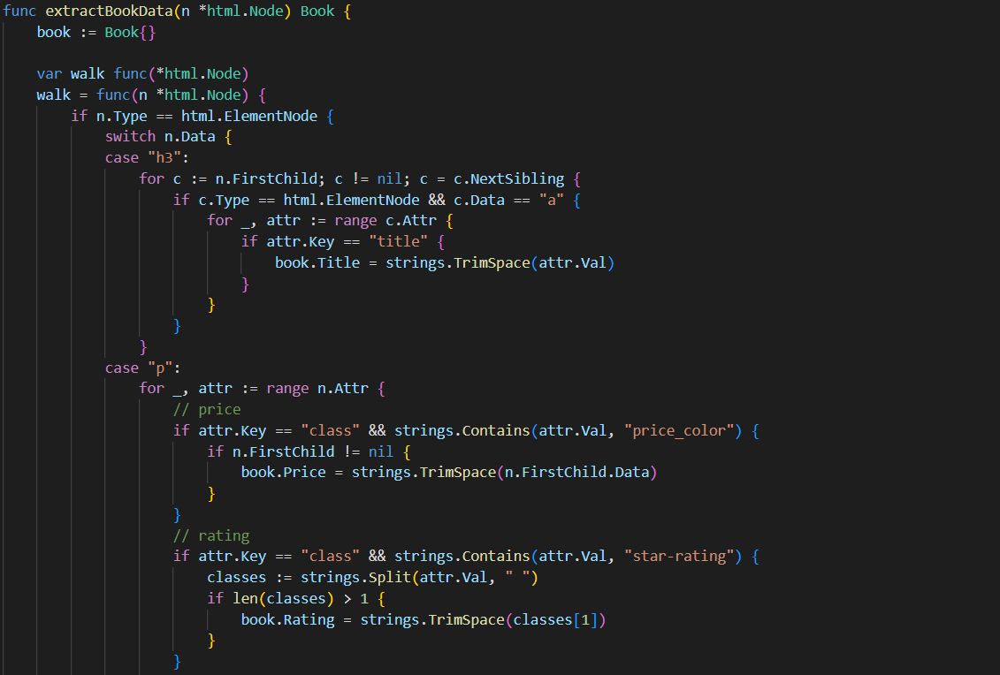 func extractBookData(n *html.Node) Book {
    book := Book{}

    var walk func(*html.Node)
    walk = func(n *html.Node) {
        if n.Type == html.ElementNode {
            switch n.Data {
            case "h3":
                for c := n.FirstChild; c != nil; c = c.NextSibling {
                    if c.Type == html.ElementNode && c.Data == "a" {
                        for _, attr := range c.Attr {
                            if attr.Key == "title" {
                                book.Title = strings.TrimSpace(attr.Val)
                            }
                        }
                    }
                }
            case "p":
                for _, attr := range n.Attr {
                    // price
                    if attr.Key == "class" && strings.Contains(attr.Val, "price_color") {
                        if n.FirstChild != nil {
                            book.Price = strings.TrimSpace(n.FirstChild.Data)
                        }
                    }
                    // rating
                    if attr.Key == "class" && strings.Contains(attr.Val, "star-rating") {
                        classes := strings.Split(attr.Val, " ")
                        if len(classes) > 1 {
                            book.Rating = strings.TrimSpace(classes[1])
                        }
                    }